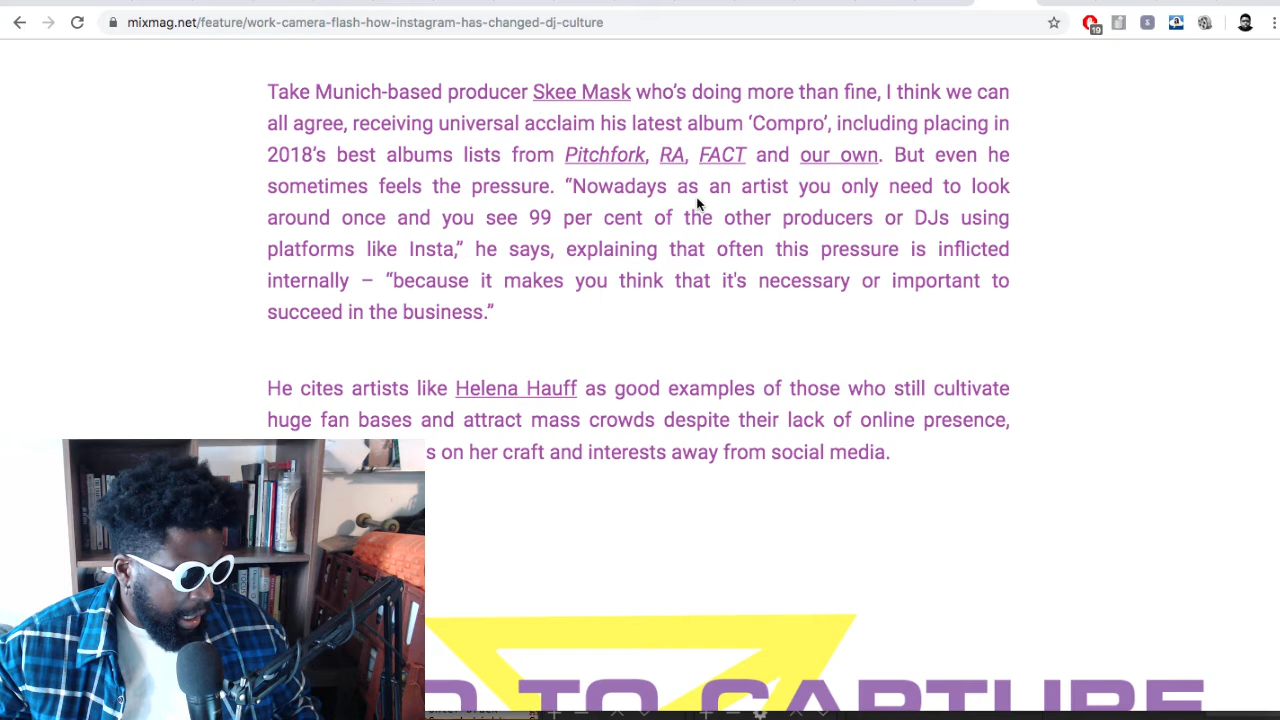 mixmag.net/feature/work-camera-flash-how-instagram-has-changed-dj-culture
19
Take Munich-based producer Skee Mask who's doing more than fine, I think we can
all agree, receiving universal acclaim his latest album ‘Compro’, including placing in
2018's best albums lists from Pitchfork, RA, FACT and our own. But even he
sometimes feels the pressure. “Nowadays as an artist you only need to look
around once and you see 99 per cent of the other producers or DJs using
platforms like Insta,” he says, explaining that often this pressure is inflicted
internally – “because it makes you think that it's necessary or important to
succeed in the business.”
He cites artists like Helena Hauff as good examples of those who still cultivate
huge fan bases and attract mass crowds despite their lack of online presence,
s on her craft and interests away from social media.
TO CAPTURE